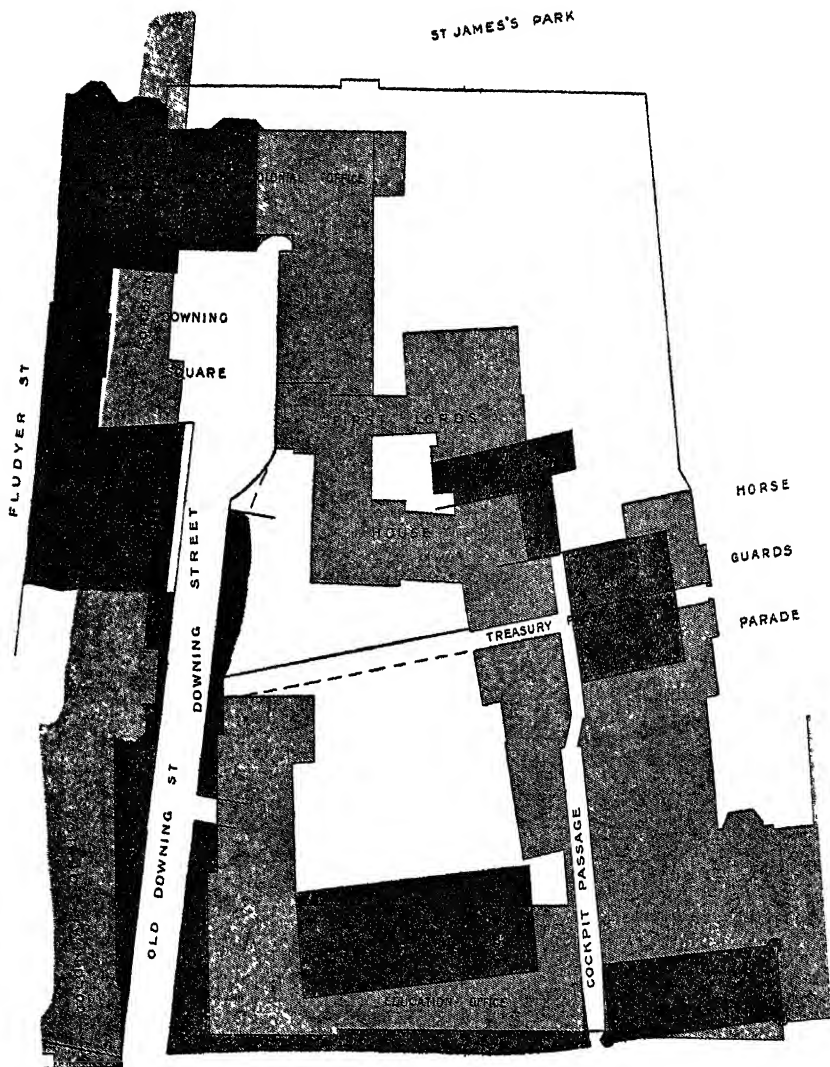 ST JAMES'S PARK
COLONIAL OFFICE
DOWNING
SQUARE
FLUDYER ST
FIRST LORDS
HOUSE
HORSE
GUARDS
PARADE
TREASURY
DOWNING STREET
OLD DOWNING ST
COCKPIT PASSAGE
EDUCATION OFFICE